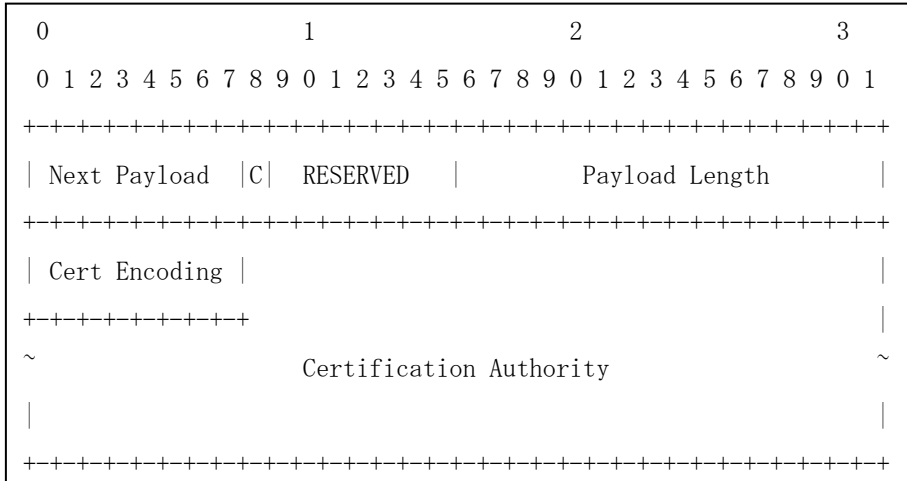 0                   1                   2                   3
0 1 2 3 4 5 6 7 8 9 0 1 2 3 4 5 6 7 8 9 0 1 2 3 4 5 6 7 8 9 0 1
+-+-+-+-+-+-+-+-+-+-+-+-+-+-+-+-+-+-+-+-+-+-+-+-+-+-+-+-+-+-+-+-+
| Next Payload  |C|  RESERVED   |         Payload Length        |
+-+-+-+-+-+-+-+-+-+-+-+-+-+-+-+-+-+-+-+-+-+-+-+-+-+-+-+-+-+-+-+-+
| Cert Encoding |                                               |
+-+-+-+-+-+-+-+-+                                               |
~                    Certification Authority                    ~
|                                                               |
+-+-+-+-+-+-+-+-+-+-+-+-+-+-+-+-+-+-+-+-+-+-+-+-+-+-+-+-+-+-+-+-+